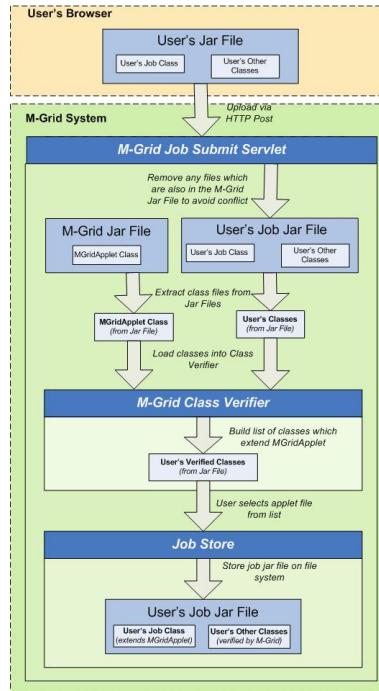 User's Browser
User's Jar File
User's Job Class
User's Other
Classes
Upload via
HTTP Post
M-Grid System
M-Grid Job Submit Servlet
Remove any files which
are also in the M-Grid
Jar File to avoid conflict
M-Grid Jar File
MGridApplet Class
User's Job Jar File
User's Job Class
User's Other
Classes
Extract class files from
Jar Files
MGridApplet Class
(from Jar File)
User's Classes
(from Jar File)
Load classes into Class
Verifier
M-Grid Class Verifier
Build list of classes which
extend MGridApplet
User's Verified Classes
(from Jar File)
User selects applet file
from list
Job Store
Store job jar file on file
system
User's Job Jar File
User's Job Class
(extends MGridApplet)
User's Other Classes
(verified by M-Grid)